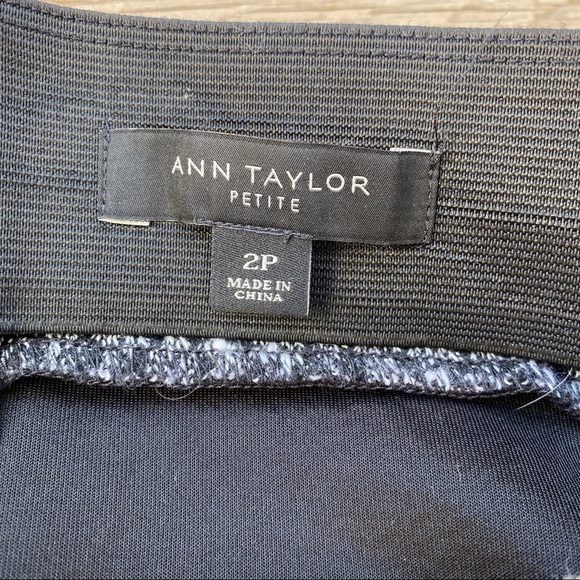 ANN TAYLOR
PETITE
2P
MADE IN
CHINA